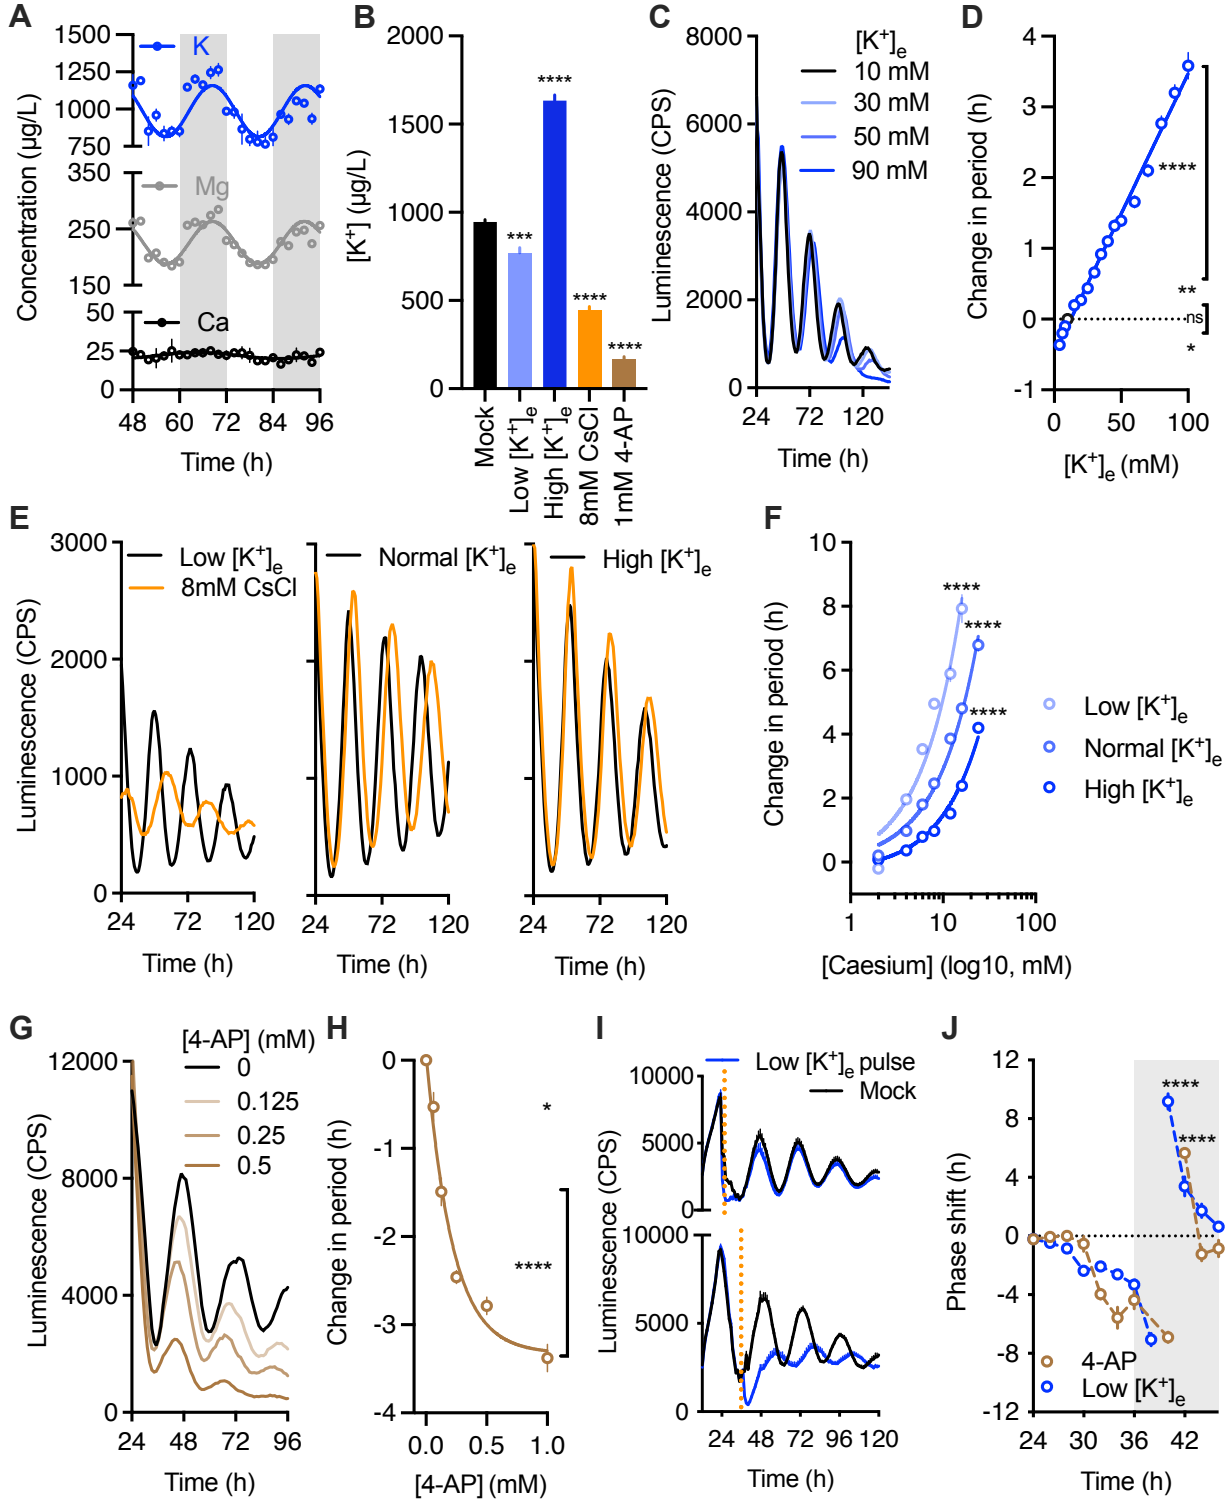 A
Concentration (µg/L)
1500
1250
1000
750
K
350
250
150
Mg
50
25
0
Ca
48 60 72 84 96
Time (h)
B
[K⁺] (µg/L)
2000
1500
1000
500
0
***
****
****
****
Mock
Low [K⁺]e
High [K⁺]e
8mM CsCl
1mM 4-AP
C
Luminescence (CPS)
8000
6000
4000
2000
0
[K⁺]e
10 mM
30 mM
50 mM
90 mM
24 72 120
Time (h)
D
Change in period (h)
4
3
2
1
0
-1
****
**
ns
*
0 50 100
[K⁺]e (mM)
E
Luminescence (CPS)
3000
2000
1000
0
Low [K⁺]e
8mM CsCl
Normal [K⁺]e
High [K⁺]e
24 72 120
24 72 120
24 72 120
Time (h)
Time (h)
Time (h)
F
Change in period (h)
10
8
6
4
2
0
****
****
****
1 10 100
[Caesium] (log10, mM)
Low [K⁺]e
Normal [K⁺]e
High [K⁺]e
G
Luminescence (CPS)
12000
8000
4000
0
[4-AP] (mM)
0
0.125
0.25
0.5
24 48 72 96
Time (h)
H
Change in period (h)
0
-1
-2
-3
-4
*
****
0.0 0.5 1.0
[4-AP] (mM)
I
Luminescence (CPS)
Low [K⁺]e pulse
Mock
10000
5000
0
10000
5000
0
24 48 72 96 120
Time (h)
J
Phase shift (h)
12
8
4
0
-4
-8
-12
****
****
4-AP
Low [K⁺]e
24 30 36 42
Time (h)